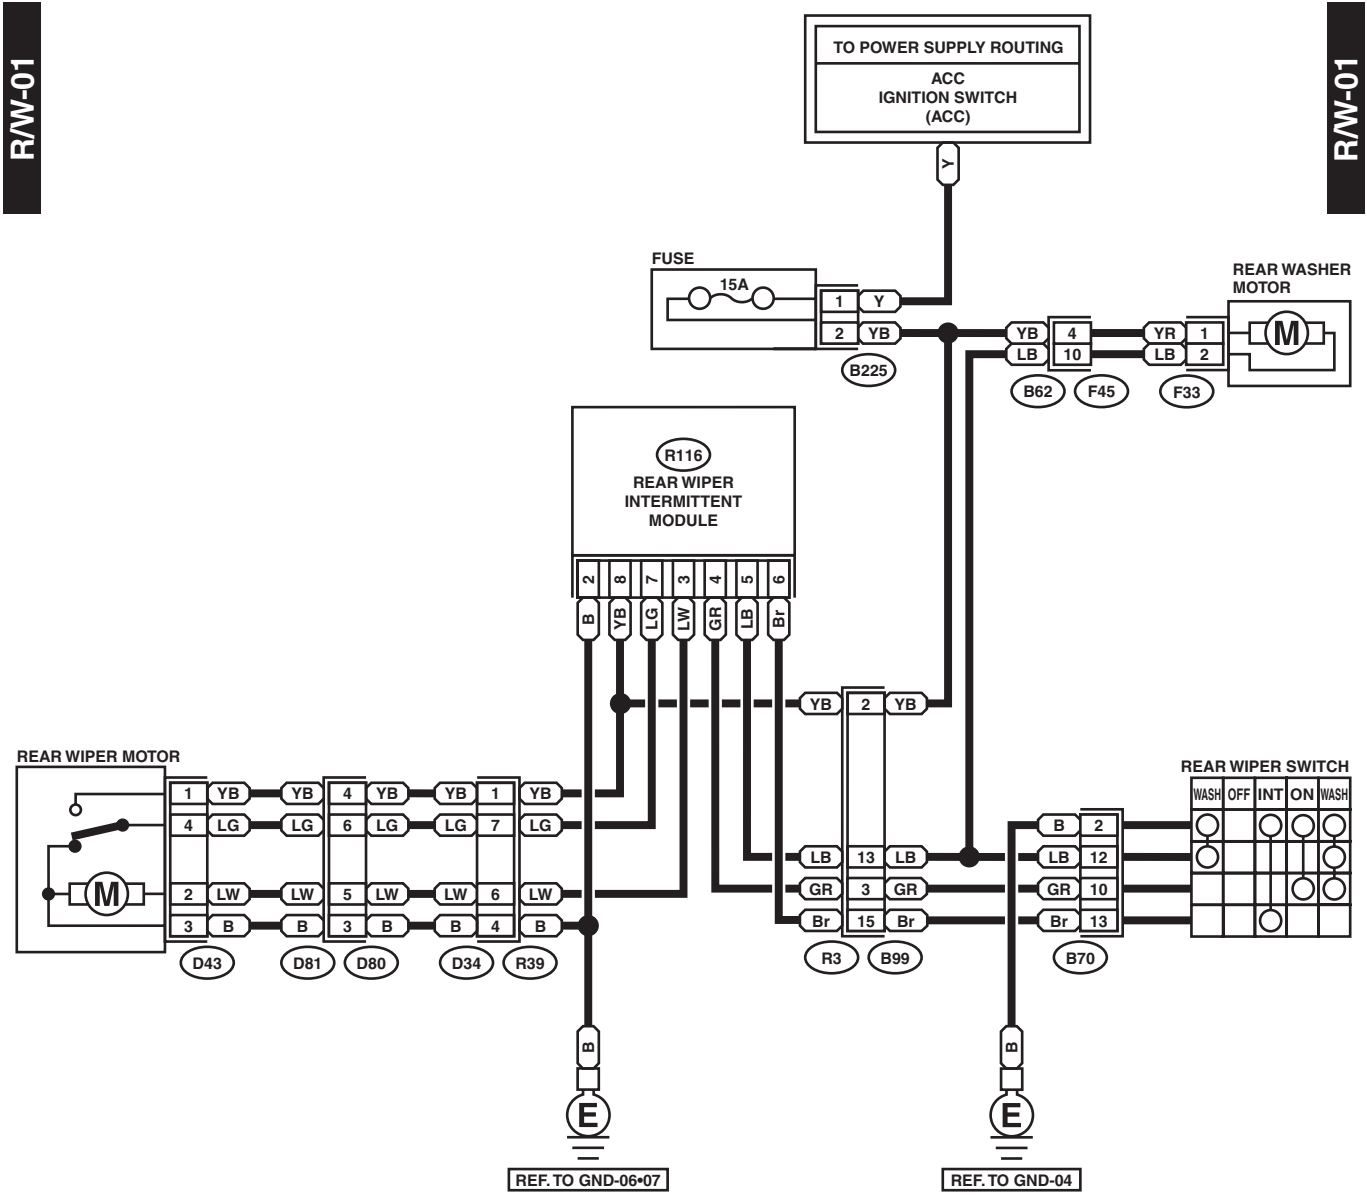 R/W-01
R/W-01
TO POWER SUPPLY ROUTING
ACC
IGNITION SWITCH
(ACC)
Y
FUSE
15A
1 Y
2 YB
B225
REAR WASHER
MOTOR
YB 4 YR 1
LB 10 LB 2
M
B62 F45 F33
R116
REAR WIPER
INTERMITTENT
MODULE
2 8 7 3 4 5 6
B YB LG LW GR LB Br
YB 2 YB
REAR WIPER MOTOR
1 YB YB 4 YB YB 1 YB
4 LG LG 6 LG LG 7 LG
M
2 LW LW 5 LW LW 6 LW
3 B B 3 B B 4 B
D43 D81 D80 D34 R39
LB 13 LB
GR 3 GR
Br 15 Br
R3 B99
REAR WIPER SWITCH
WASH OFF INT ON WASH
B 2
LB 12
GR 10
Br 13
B70
B
E
REF. TO GND-06•07
B
E
REF. TO GND-04